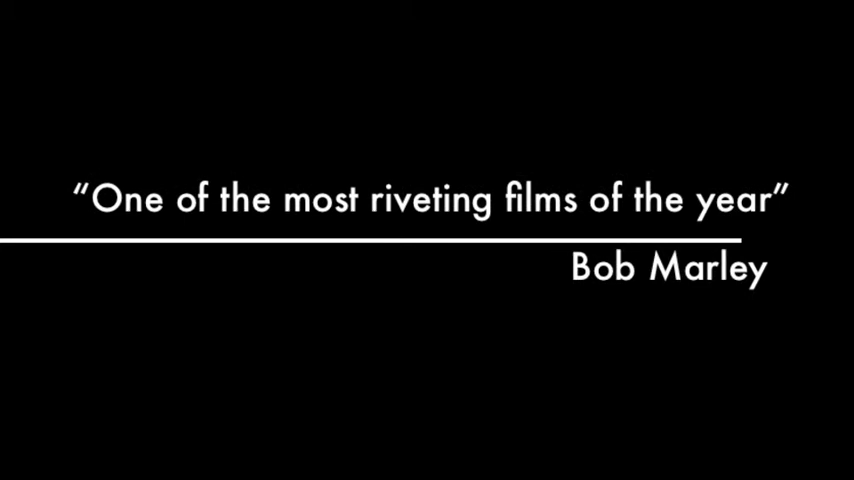 “One of the most riveting films of the year”
Bob Marley